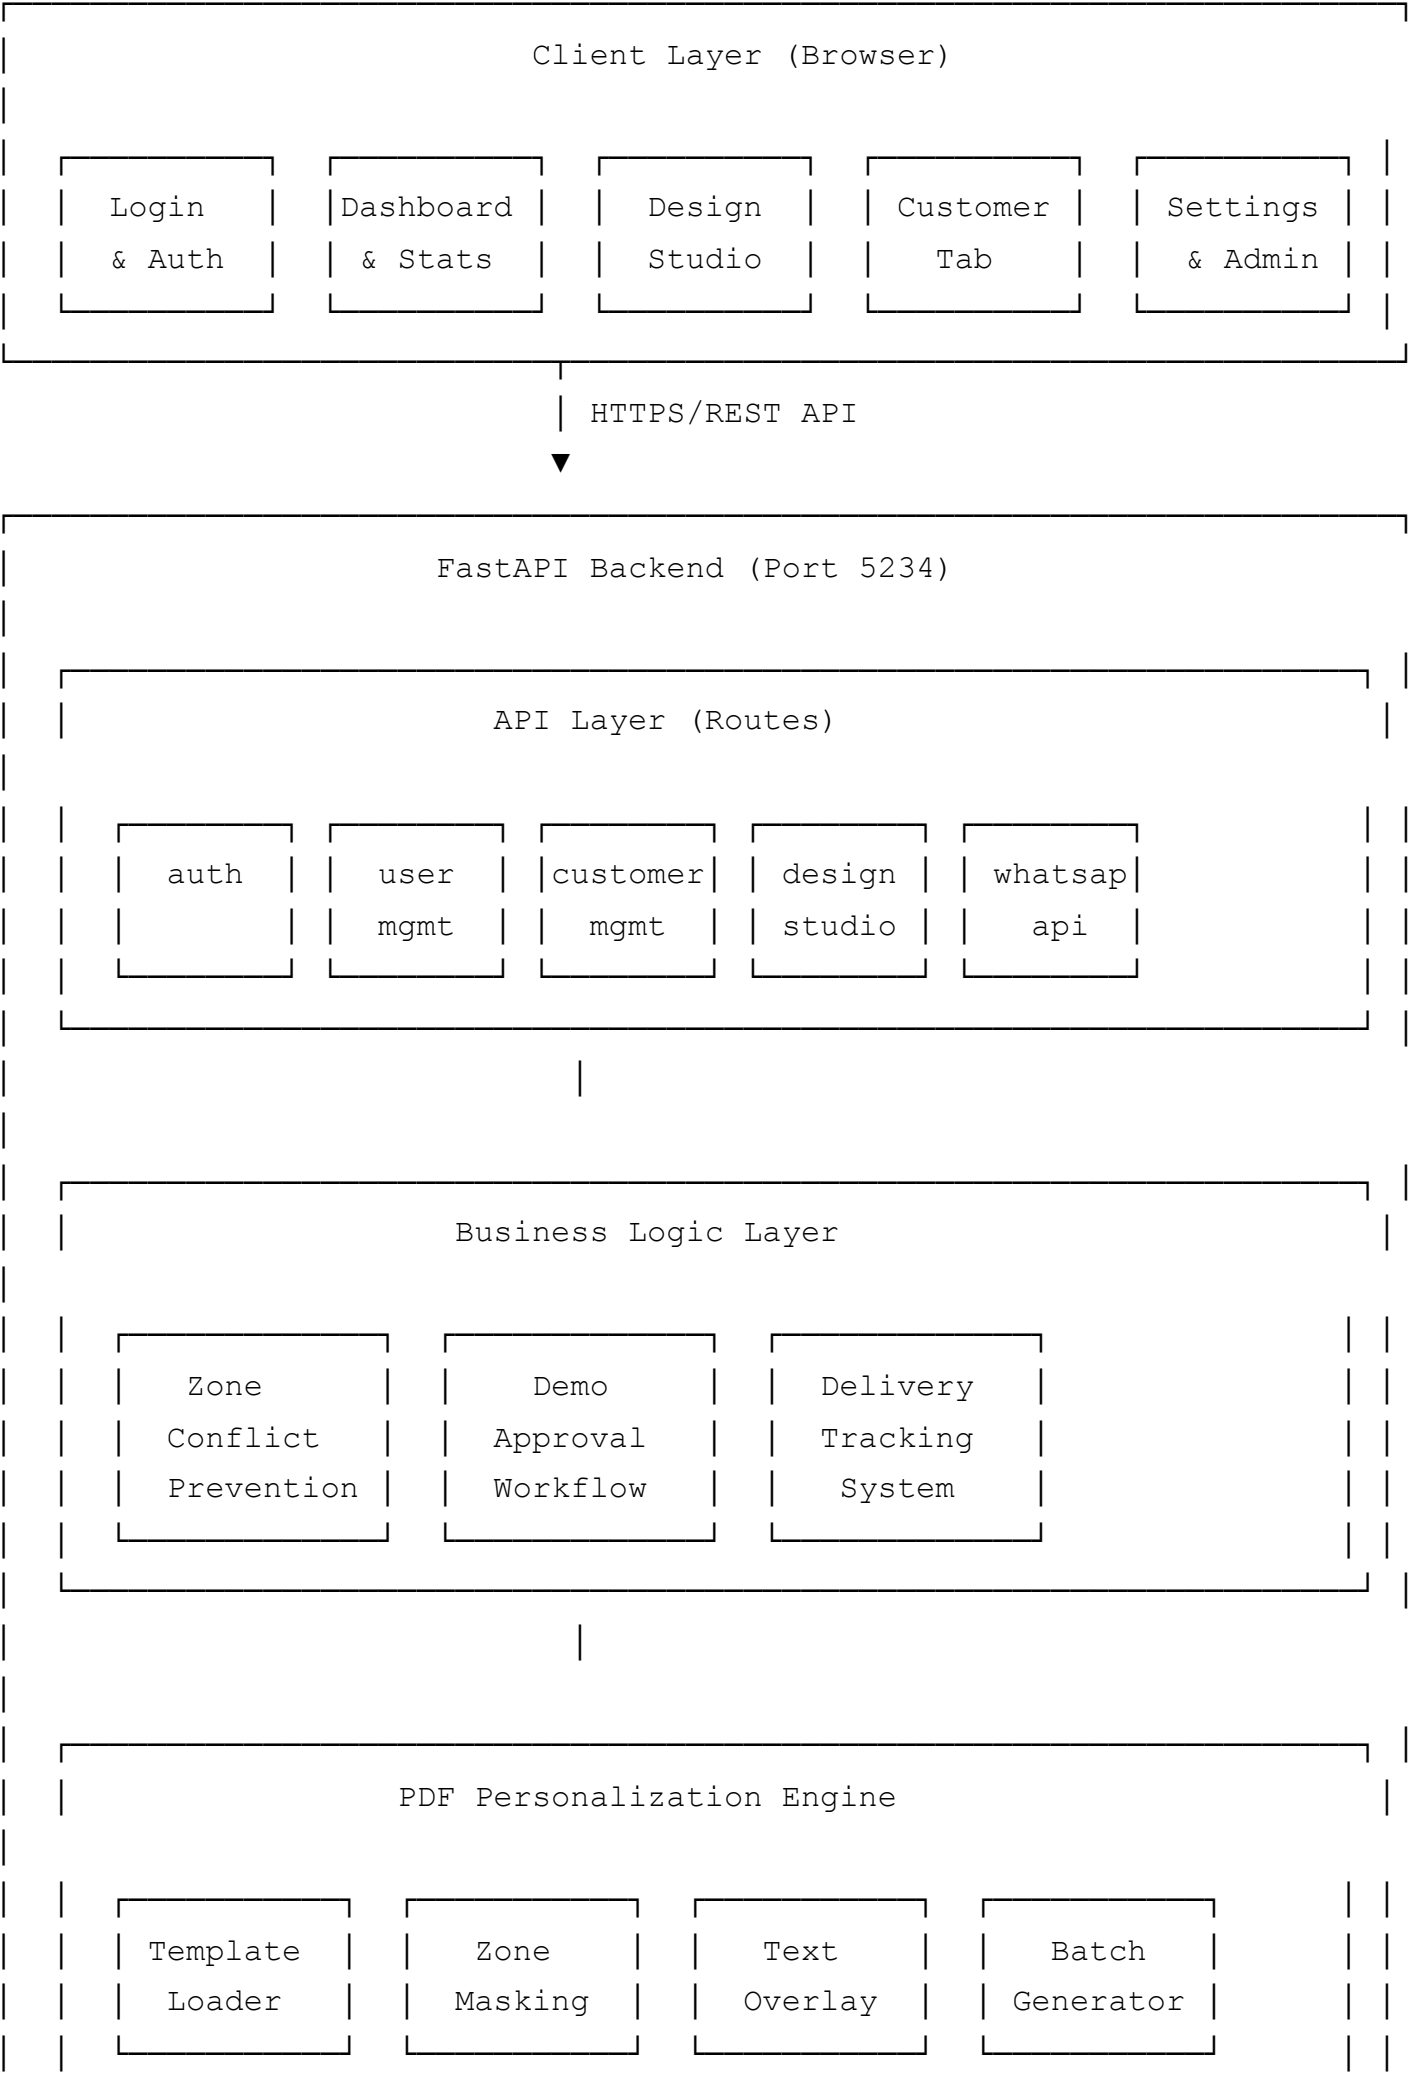 Client Layer (Browser)
Login Dashboard Design Customer Settings
& Auth & Stats Studio Tab & Admin
HTTPS/REST API
FastAPI Backend (Port 5234)
API Layer (Routes)
auth user customer design whatsap
mgmt mgmt studio api
Business Logic Layer
Zone Demo Delivery
Conflict Approval Tracking
Prevention Workflow System
PDF Personalization Engine
Template Zone Text Batch
Loader Masking Overlay Generator